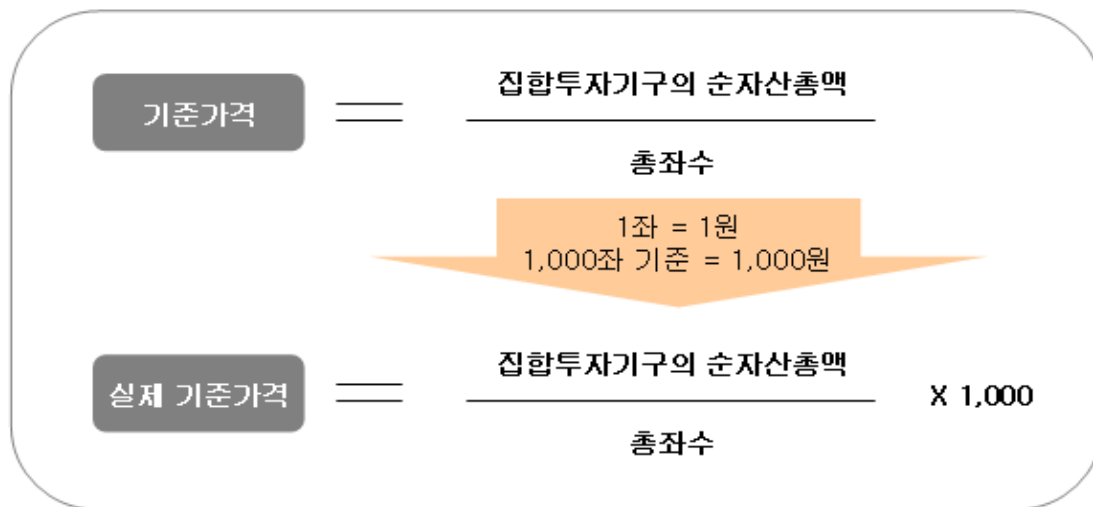 집합투자기구의 순자산총액
기준가격
총좌수
1좌 = 1원
1,000좌 기준 = 1,000원
집합투자기구의 순자산총액
실제 기준가격
X 1,000
총좌수